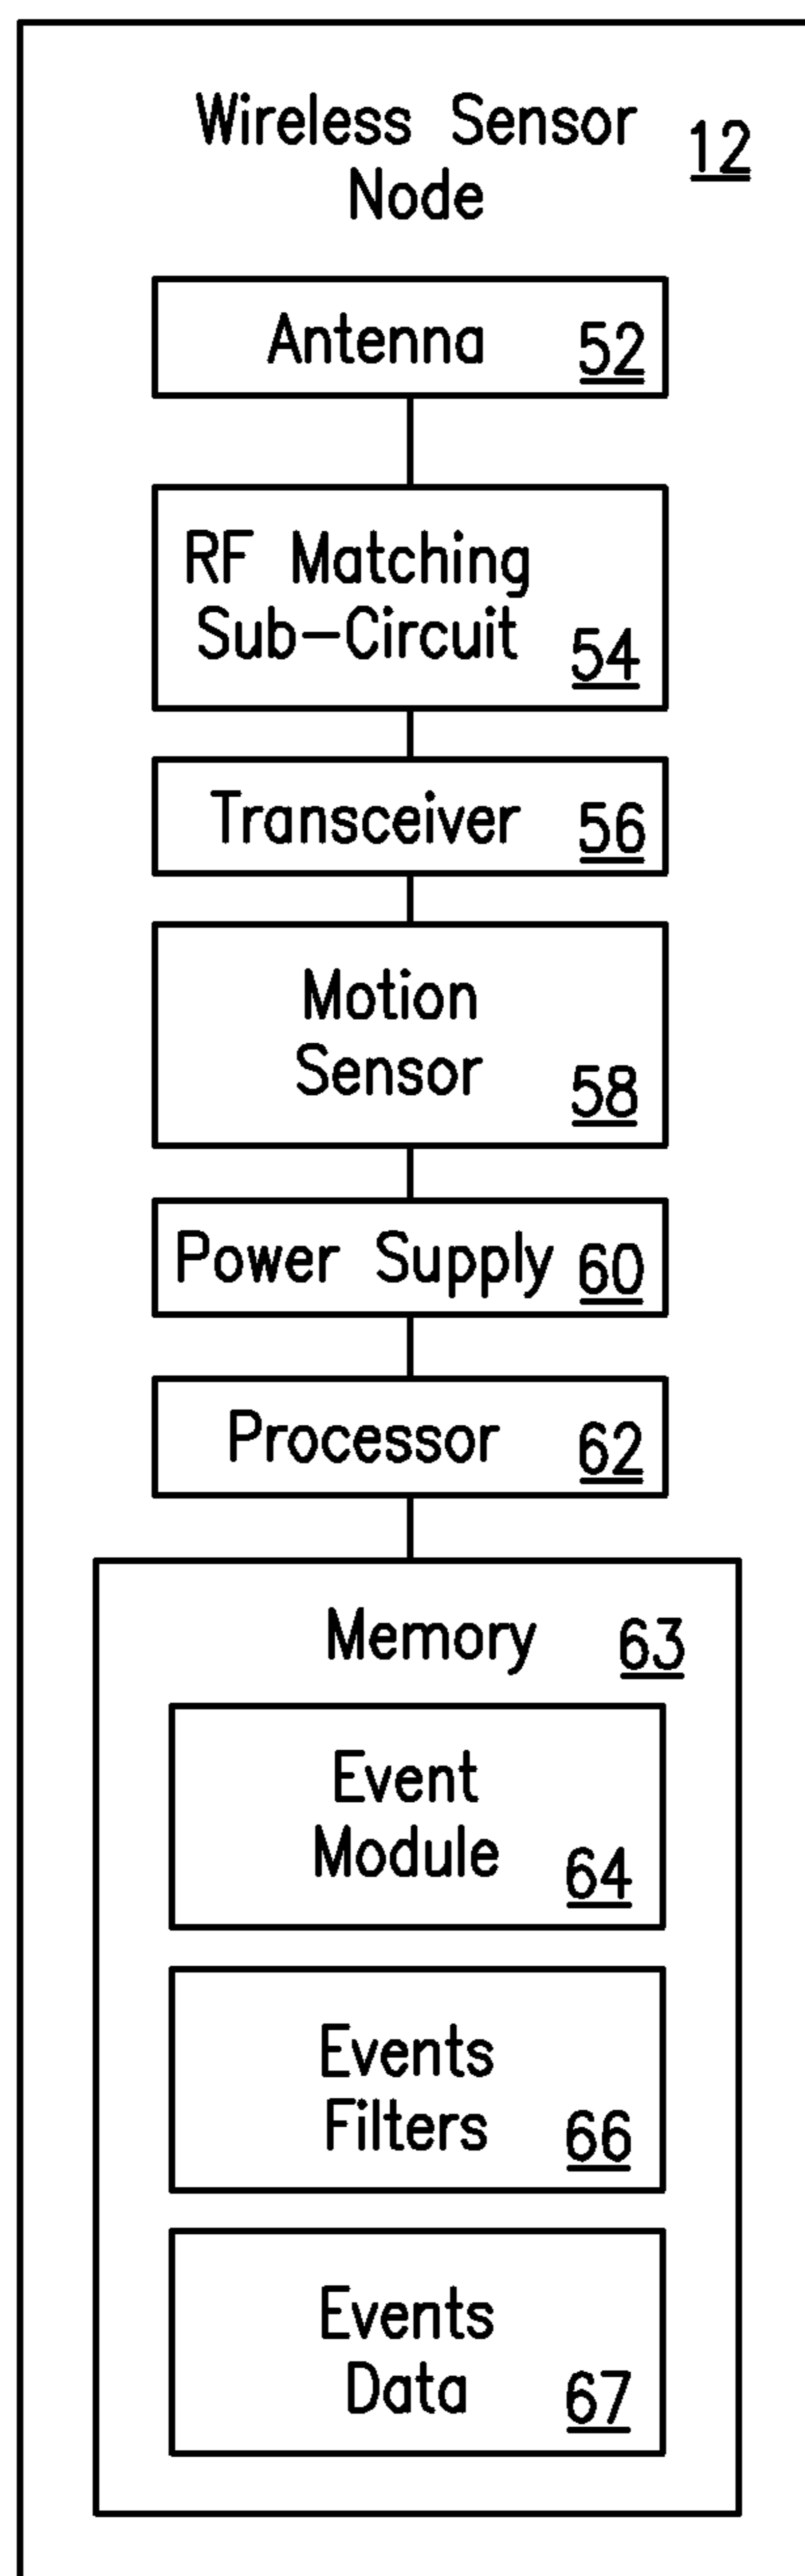 Wireless Sensor
Node
12
Antenna 52
RF Matching
Sub-Circuit 54
Transceiver 56
Motion
Sensor 58
Power Supply 60
Processor 62
Memory 63
Event
Module 64
Events
Filters 66
Events
Data 67